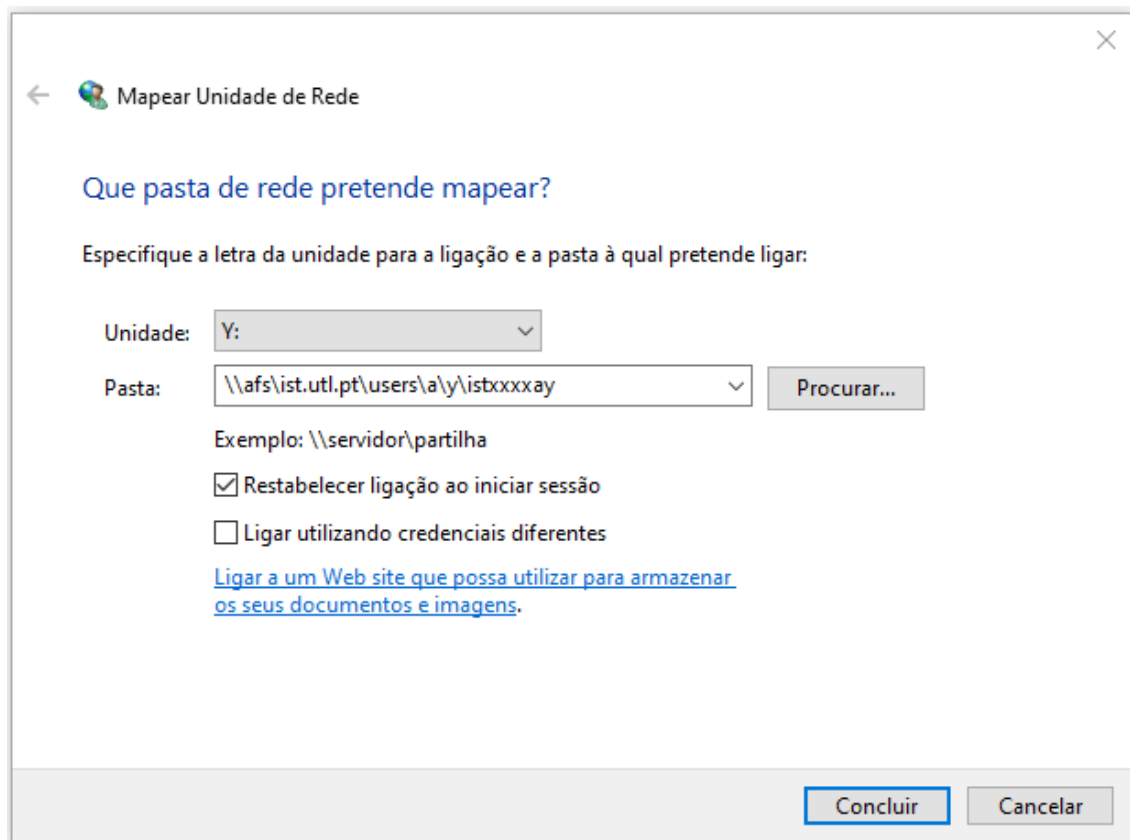 Mapear Unidade de Rede
Que pasta de rede pretende mapear?
Especifique a letra da unidade para a ligação e a pasta à qual pretende ligar:
Unidade: Y:
Pasta: \\afs\ist.utl.pt\users\a\y\istxxxxay Procurar...
Exemplo: \\servidor\partilha
Restabelecer ligação ao iniciar sessão
Ligar utilizando credenciais diferentes
Ligar a um Web site que possa utilizar para armazenar
os seus documentos e imagens.
Concluir Cancelar